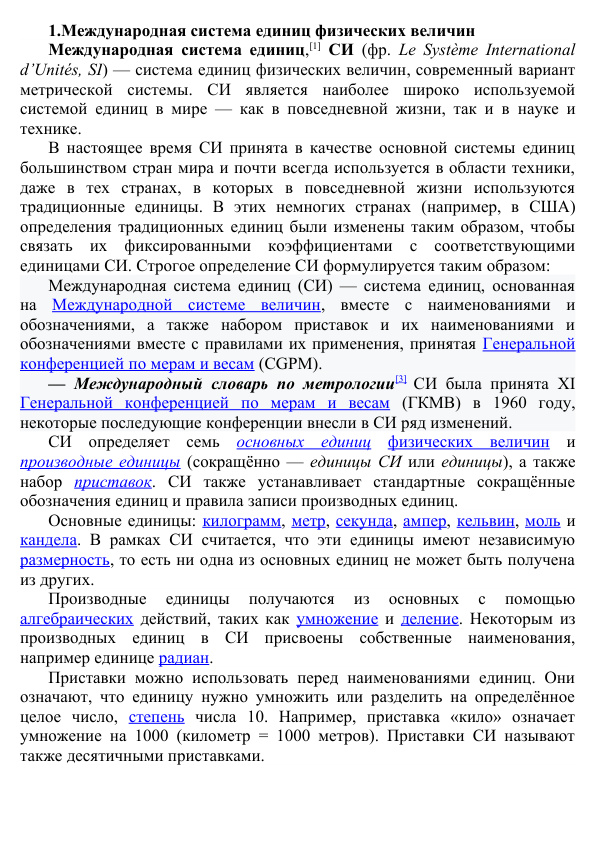 1.Международная система единиц физических величин
Международная система единиц,[1] СИ (фр. Le Système International
d’Unités, SI) — система единиц физических величин, современный вариант
метрической системы. СИ является наиболее широко используемой
системой единиц в мире — как в повседневной жизни, так и в науке и
технике.
В настоящее время СИ принята в качестве основной системы единиц
большинством стран мира и почти всегда используется в области техники,
даже в тех странах, в которых в повседневной жизни используются
традиционные единицы. В этих немногих странах (например, в США)
определения традиционных единиц были изменены таким образом, чтобы
связать их фиксированными коэффициентами с соответствующими
единицами СИ. Строгое определение СИ формулируется таким образом:
Международная система единиц (СИ) — система единиц, основанная
на Международной системе величин, вместе с наименованиями и
обозначениями, а также набором приставок и их наименованиями и
обозначениями вместе с правилами их применения, принятая Генеральной
конференцией по мерам и весам (CGPM).
— Международный словарь по метрологии[3] СИ была принята XI
Генеральной конференцией по мерам и весам (ГКМВ) в 1960 году,
некоторые последующие конференции внесли в СИ ряд изменений.
СИ определяет семь основных единиц физических величин и
производные единицы (сокращённо — единицы СИ или единицы), а также
набор приставок. СИ также устанавливает стандартные сокращённые
обозначения единиц и правила записи производных единиц.
Основные единицы: килограмм, метр, секунда, ампер, кельвин, моль и
кандела. В рамках СИ считается, что эти единицы имеют независимую
размерность, то есть ни одна из основных единиц не может быть получена
из других.
Производные единицы получаются из основных с помощью
алгебраических действий, таких как умножение и деление. Некоторым из
производных единиц в СИ присвоены собственные наименования,
например единице радиан.
Приставки можно использовать перед наименованиями единиц. Они
означают, что единицу нужно умножить или разделить на определённое
целое число, степень числа 10. Например, приставка «кило» означает
умножение на 1000 (километр = 1000 метров). Приставки СИ называют
также десятичными приставками.